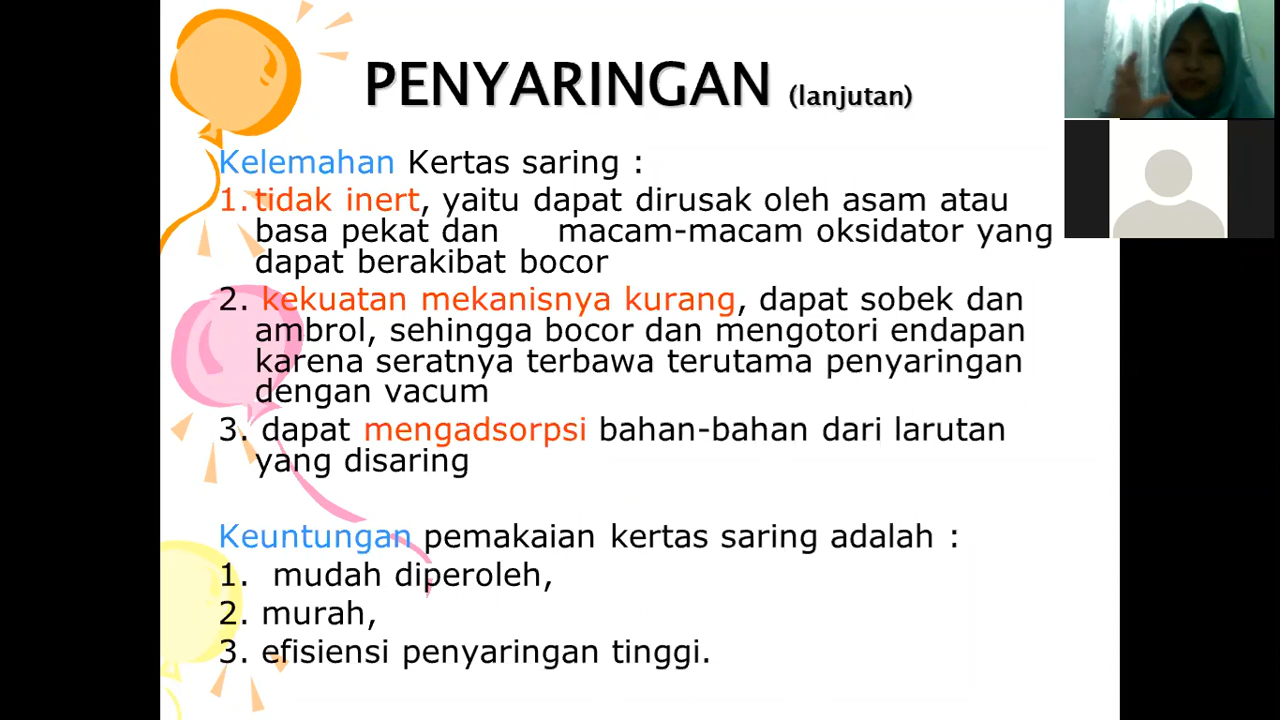 PENYARINGAN (lanjutan)
Kelemahan Kertas saring :
1. tidak inert, yaitu dapat dirusak oleh asam atau
basa pekat dan macam-macam oksidator yang
dapat berakibat bocor
2. kekuatan mekanisnya kurang, dapat sobek dan
ambrol, sehingga bocor dan mengotori endapan
karena seratnya terbawa terutama penyaringan
dengan vacum
3. dapat mengadsorpsi bahan-bahan dari larutan
yang disaring
Keuntungan pemakaian kertas saring adalah :
1. mudah diperoleh,
2. murah,
3. efisiensi penyaringan tinggi.